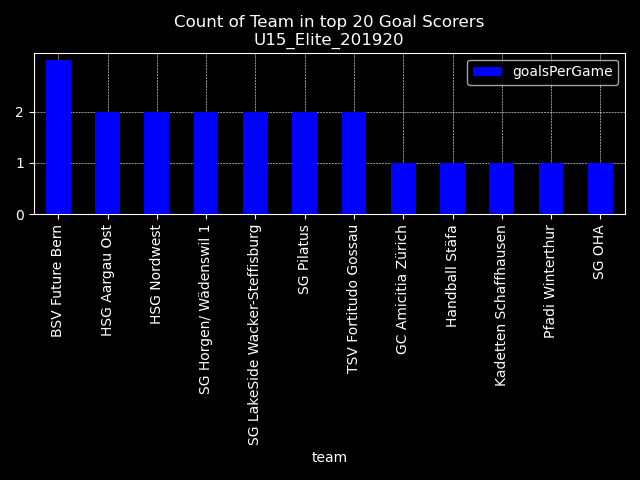 Count of Team in top 20 Goal Scorers
U15_Elite_201920
goalsPerGame
2
1
0
BSV Future Bern
HSG Aargau Ost
HSG Nordwest
SG Horgen/ Wädenswil 1
SG LakeSide Wacker-Steffisburg
SG Pilatus
TSV Fortitudo Gossau
GC Amicitia Zürich
Handball Stäfa
Kadetten Schaffhausen
Pfadi Winterthur
SG OHA
team